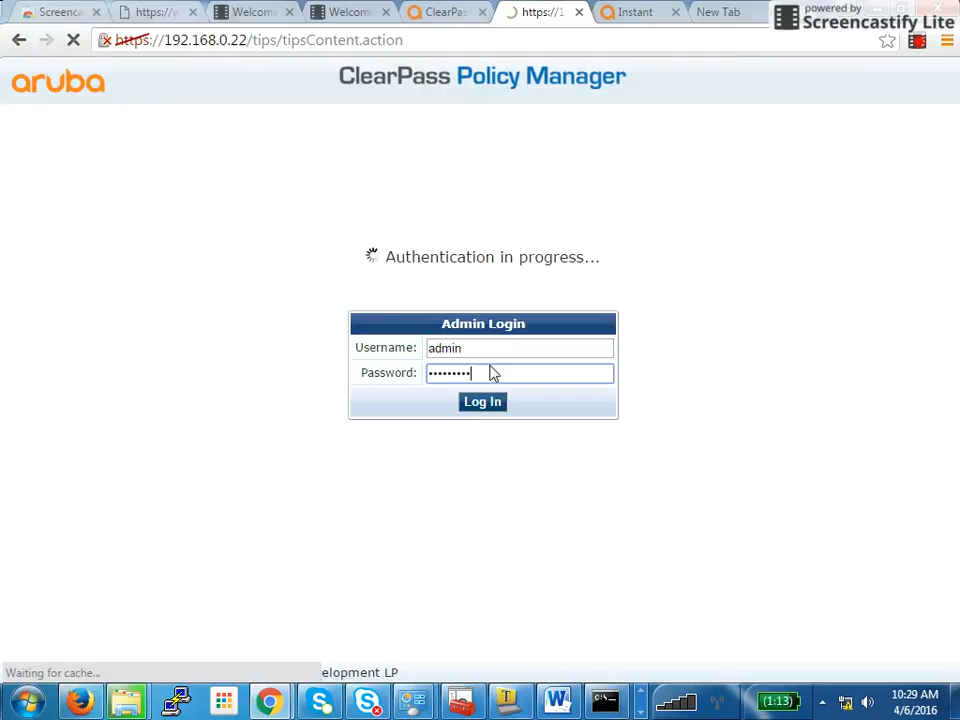 Screenca
https://v
Welcome
Welcom
ClearPas
https://1
Instant
New Tab
powered by
Screencastify Lite
https://192.168.0.22/tips/tipsContent.action
aruba
ClearPass Policy Manager
Authentication in progress...
Admin Login
Username: admin
Password: •••••••••
Log In
Waiting for cache...
elopment LP
(1:13)
10:29 AM
4/6/2016